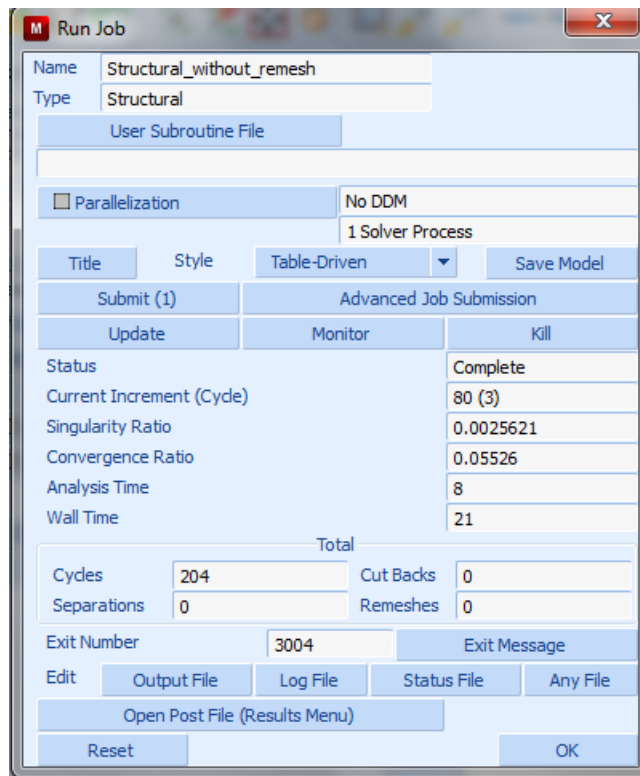 M Run Job X
Name Structural_without_remesh
Type Structural
User Subroutine File
Parallelization No DDM
1 Solver Process
Title Style Table-Driven Save Model
Submit (1) Advanced Job Submission
Update Monitor Kill
Status Complete
Current Increment (Cycle) 80 (3)
Singularity Ratio 0.0025621
Convergence Ratio 0.05526
Analysis Time 8
Wall Time 21
Total
Cycles 204 Cut Backs 0
Separations 0 Remeshes 0
Exit Number 3004 Exit Message
Edit Output File Log File Status File Any File
Open Post File (Results Menu)
Reset OK